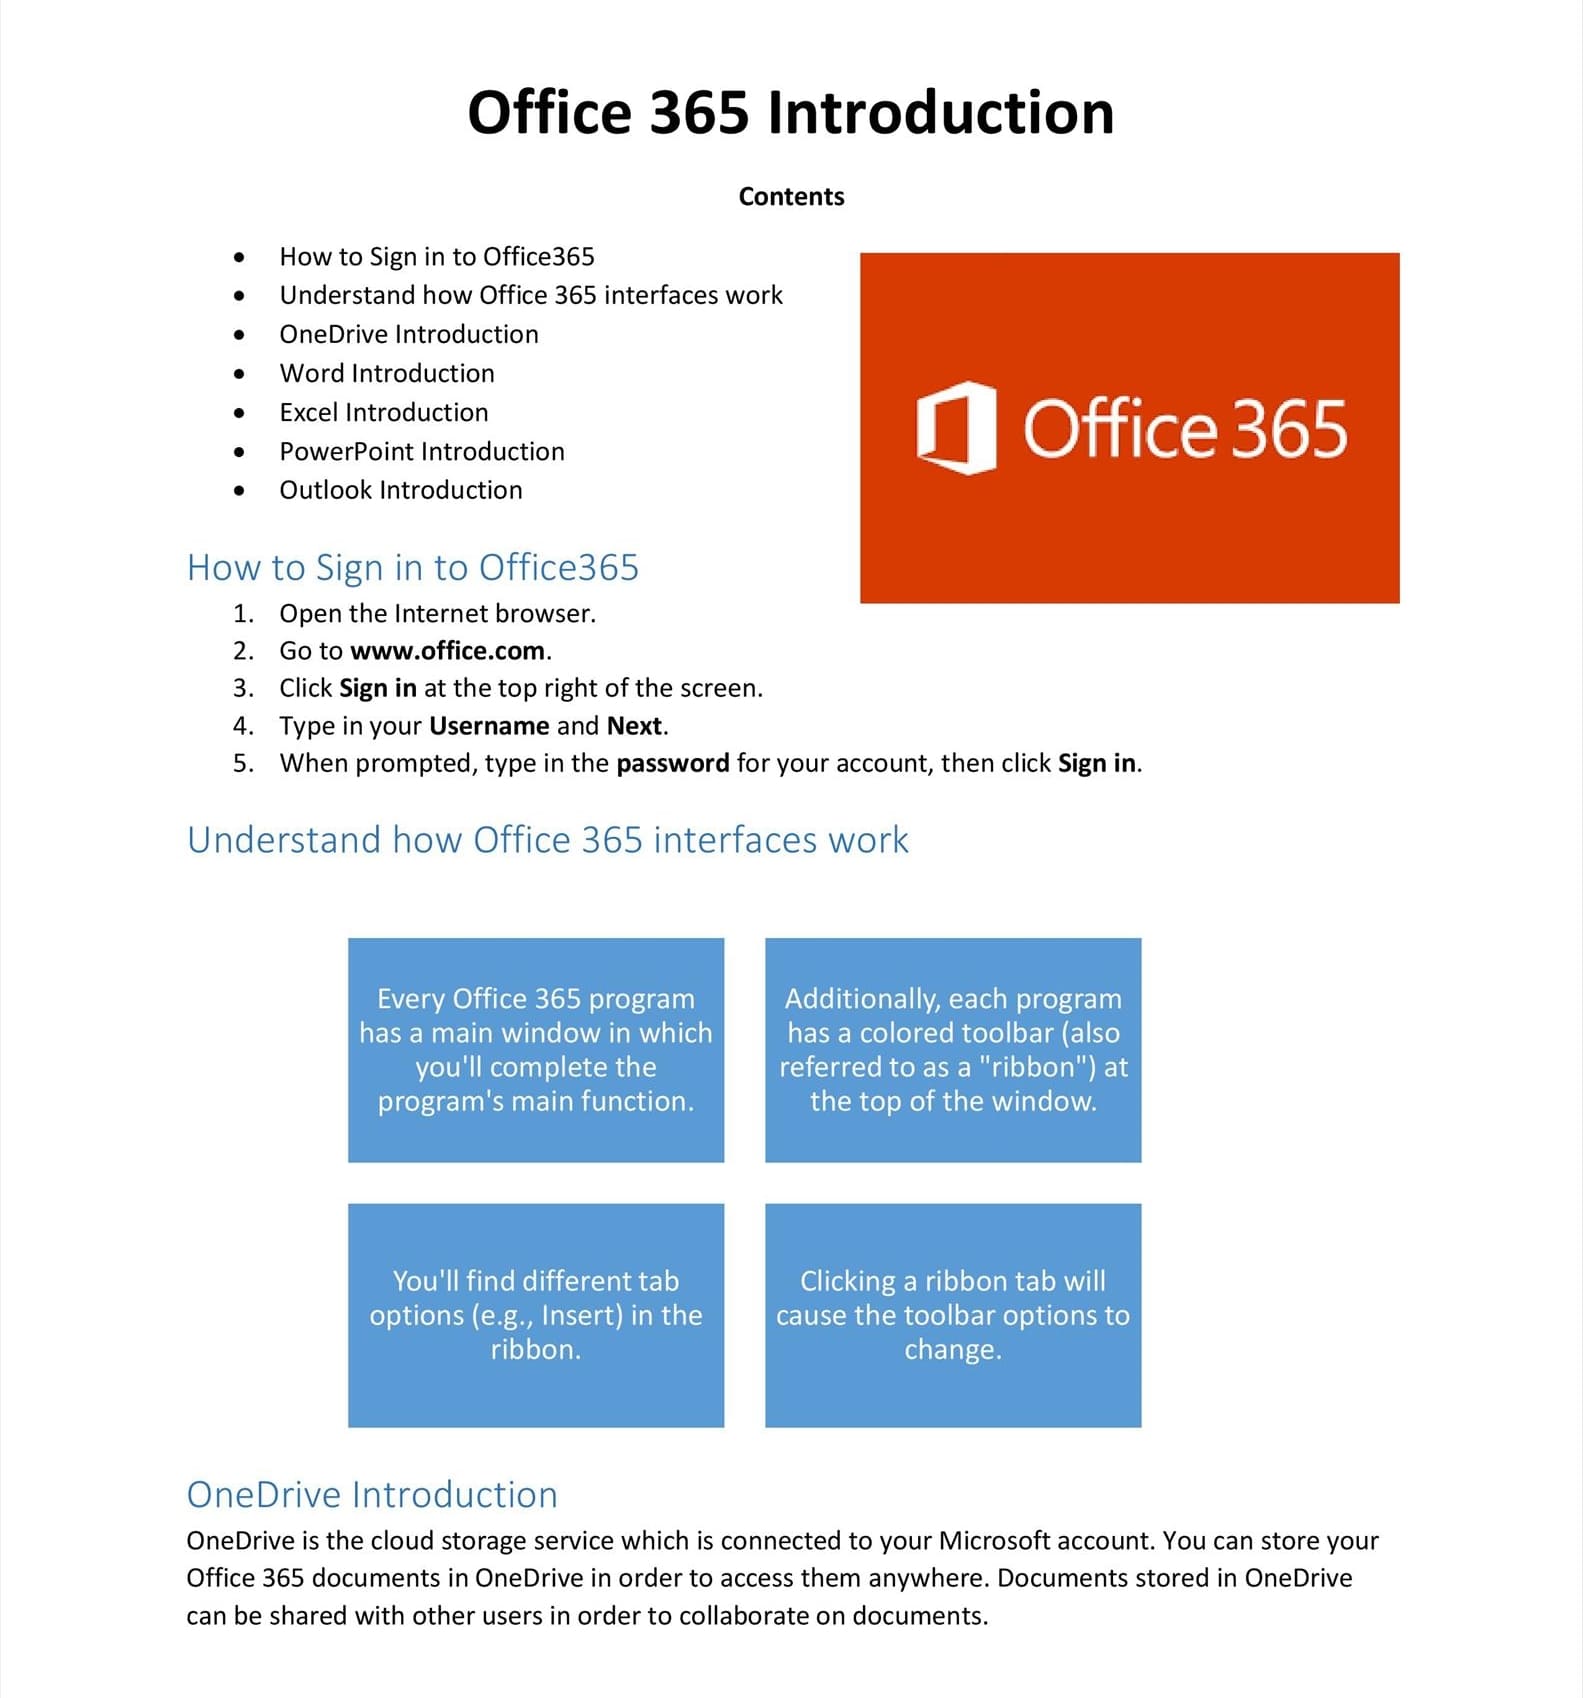 Office 365 Introduction
Contents
• How to Sign in to Office365
• Understand how Office 365 interfaces work
• OneDrive Introduction
• Word Introduction
• Excel Introduction
• PowerPoint Introduction
• Outlook Introduction
Office 365
How to Sign in to Office365
1. Open the Internet browser.
2. Go to www.office.com.
3. Click Sign in at the top right of the screen.
4. Type in your Username and Next.
5. When prompted, type in the password for your account, then click Sign in.
Understand how Office 365 interfaces work
Every Office 365 program
has a main window in which
you'll complete the
program's main function.
Additionally, each program
has a colored toolbar (also
referred to as a "ribbon") at
the top of the window.
You'll find different tab
options (e.g., Insert) in the
ribbon.
Clicking a ribbon tab will
cause the toolbar options to
change.
OneDrive Introduction
OneDrive is the cloud storage service which is connected to your Microsoft account. You can store your
Office 365 documents in OneDrive in order to access them anywhere. Documents stored in OneDrive
can be shared with other users in order to collaborate on documents.